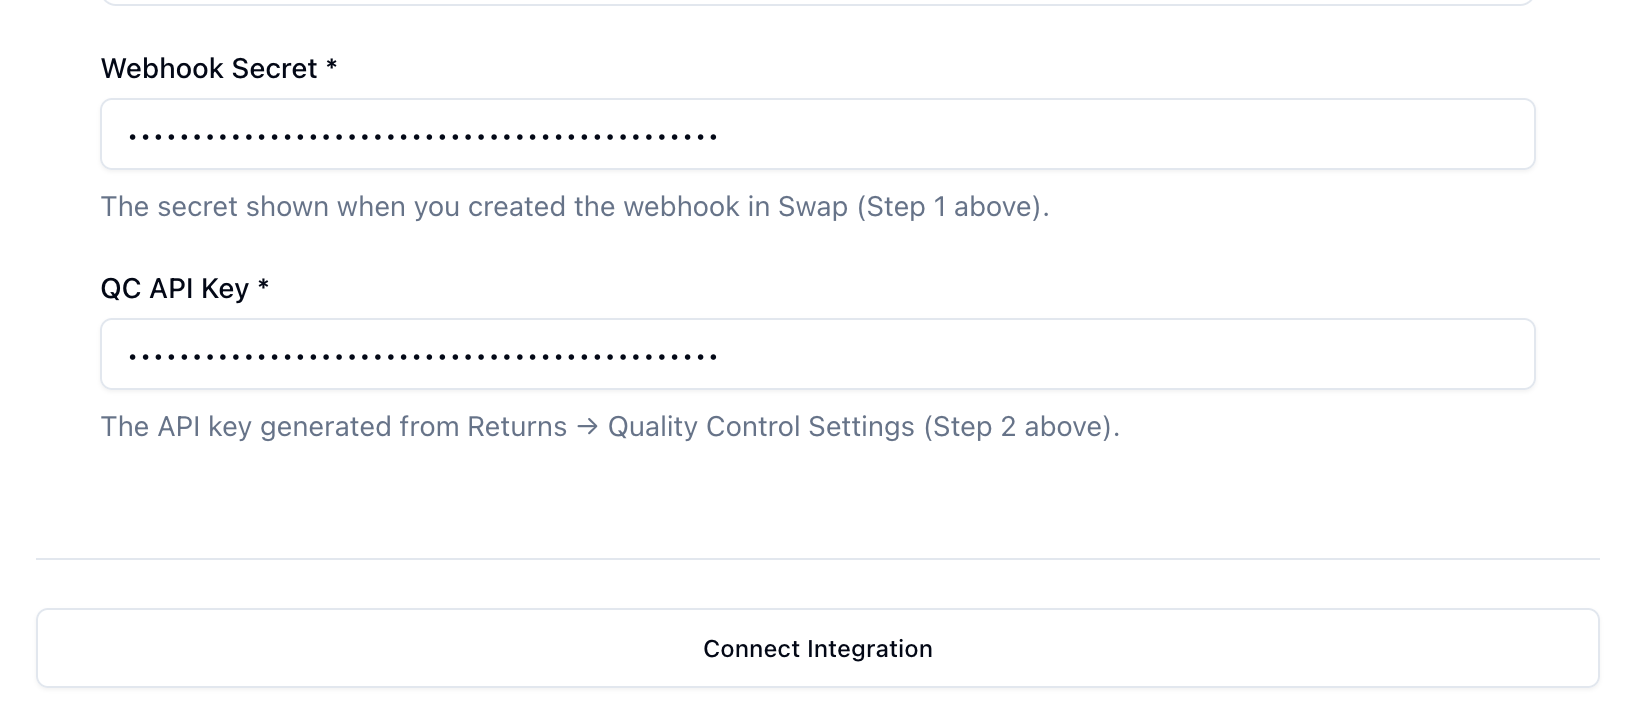 Webhook Secret *
••••••••••••••••••••••••••••••••••••••••••••••
The secret shown when you created the webhook in Swap (Step 1 above).
QC API Key *
••••••••••••••••••••••••••••••••••••••••••••••
The API key generated from Returns → Quality Control Settings (Step 2 above).
Connect Integration